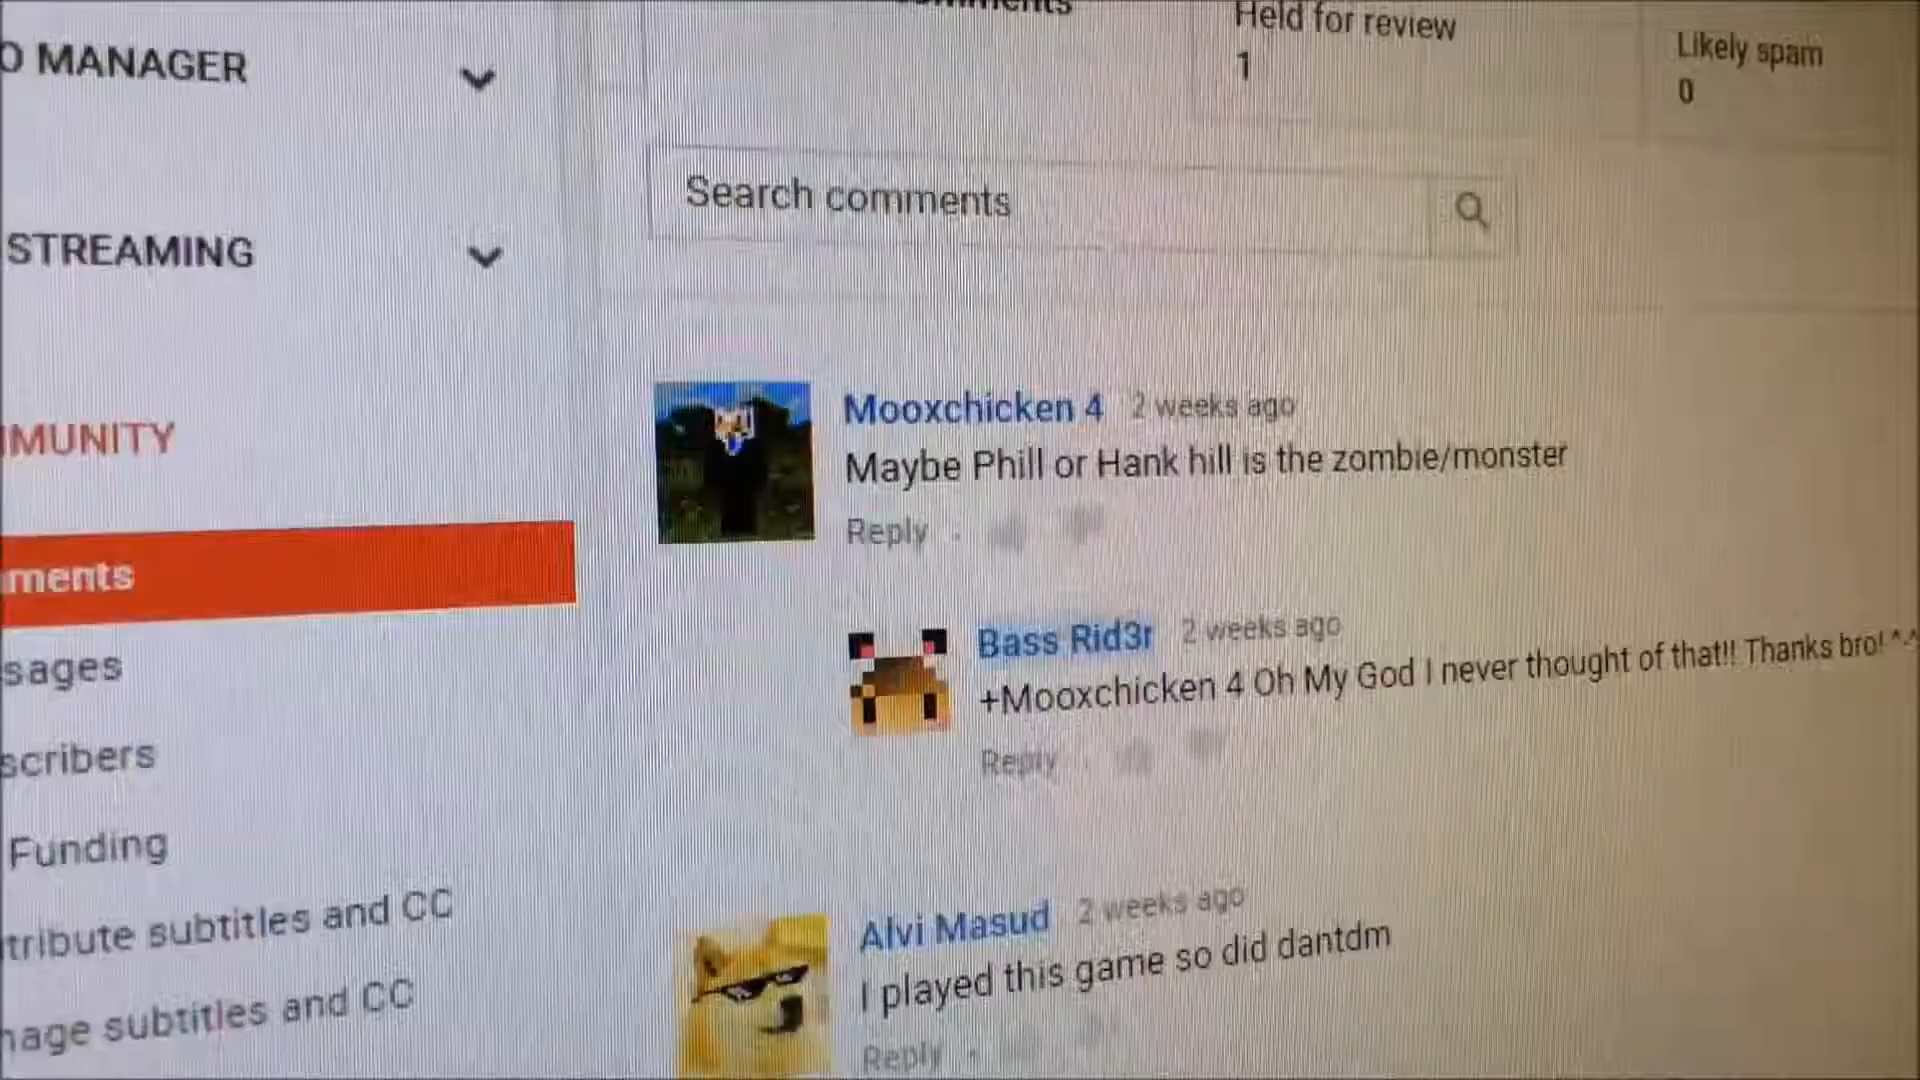 Held for review
1
Likely spam
0
O MANAGER
STREAMING
MMUNITY
ments
sages
scribers
Funding
tribute subtitles and CC
nage subtitles and CC
Search comments
Mooxchicken 4 2 weeks ago
Maybe Phill or Hank hill is the zombie/monster
Reply
Bass Rid3r 2 weeks ago
+Mooxchicken 4 Oh My God I never thought of that!! Thanks bro! ^-^
Reply
Alvi Masud 2 weeks ago
I played this game so did dantdm
Reply